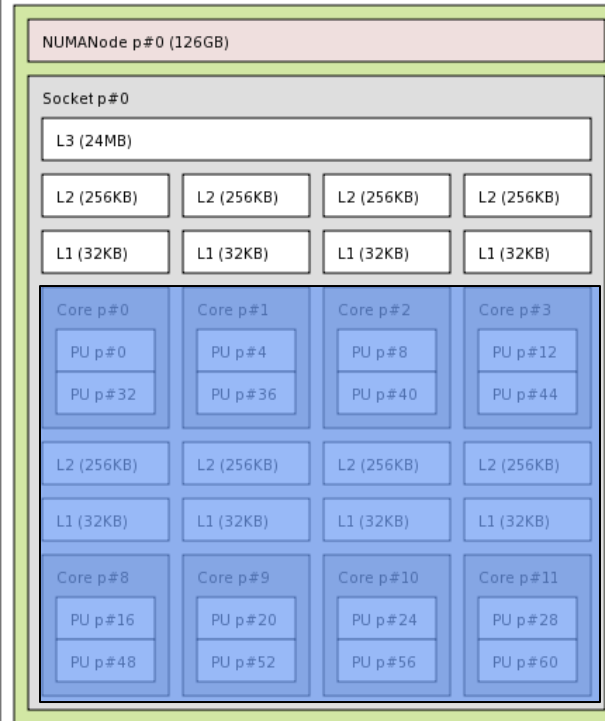 NUMANode p#0 (126GB)
Socket p#0
L3 (24MB)
L2 (256KB) L2 (256KB) L2 (256KB) L2 (256KB)
L1 (32KB) L1 (32KB) L1 (32KB) L1 (32KB)
Core p#0 Core p#1 Core p#2 Core p#3
PU p#0 PU p#4 PU p#8 PU p#12
PU p#32 PU p#36 PU p#40 PU p#44
L2 (256KB) L2 (256KB) L2 (256KB) L2 (256KB)
L1 (32KB) L1 (32KB) L1 (32KB) L1 (32KB)
Core p#8 Core p#9 Core p#10 Core p#11
PU p#16 PU p#20 PU p#24 PU p#28
PU p#48 PU p#52 PU p#56 PU p#60